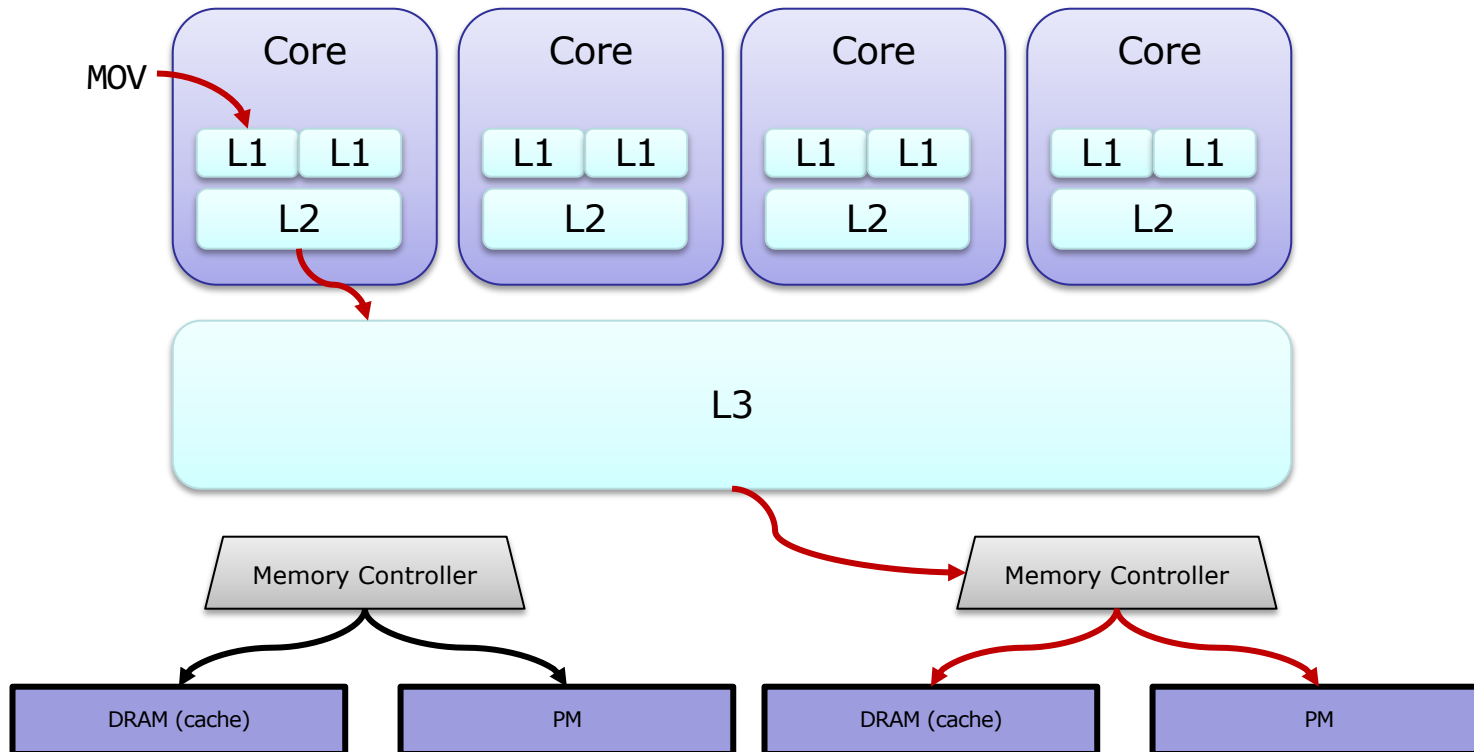 Core
Core
Core
Core
MOV
L1 L1
L1 L1
L1 L1
L1 L1
L2
L2
L2
L2
L3
Memory Controller
Memory Controller
DRAM (cache)
PM
DRAM (cache)
PM